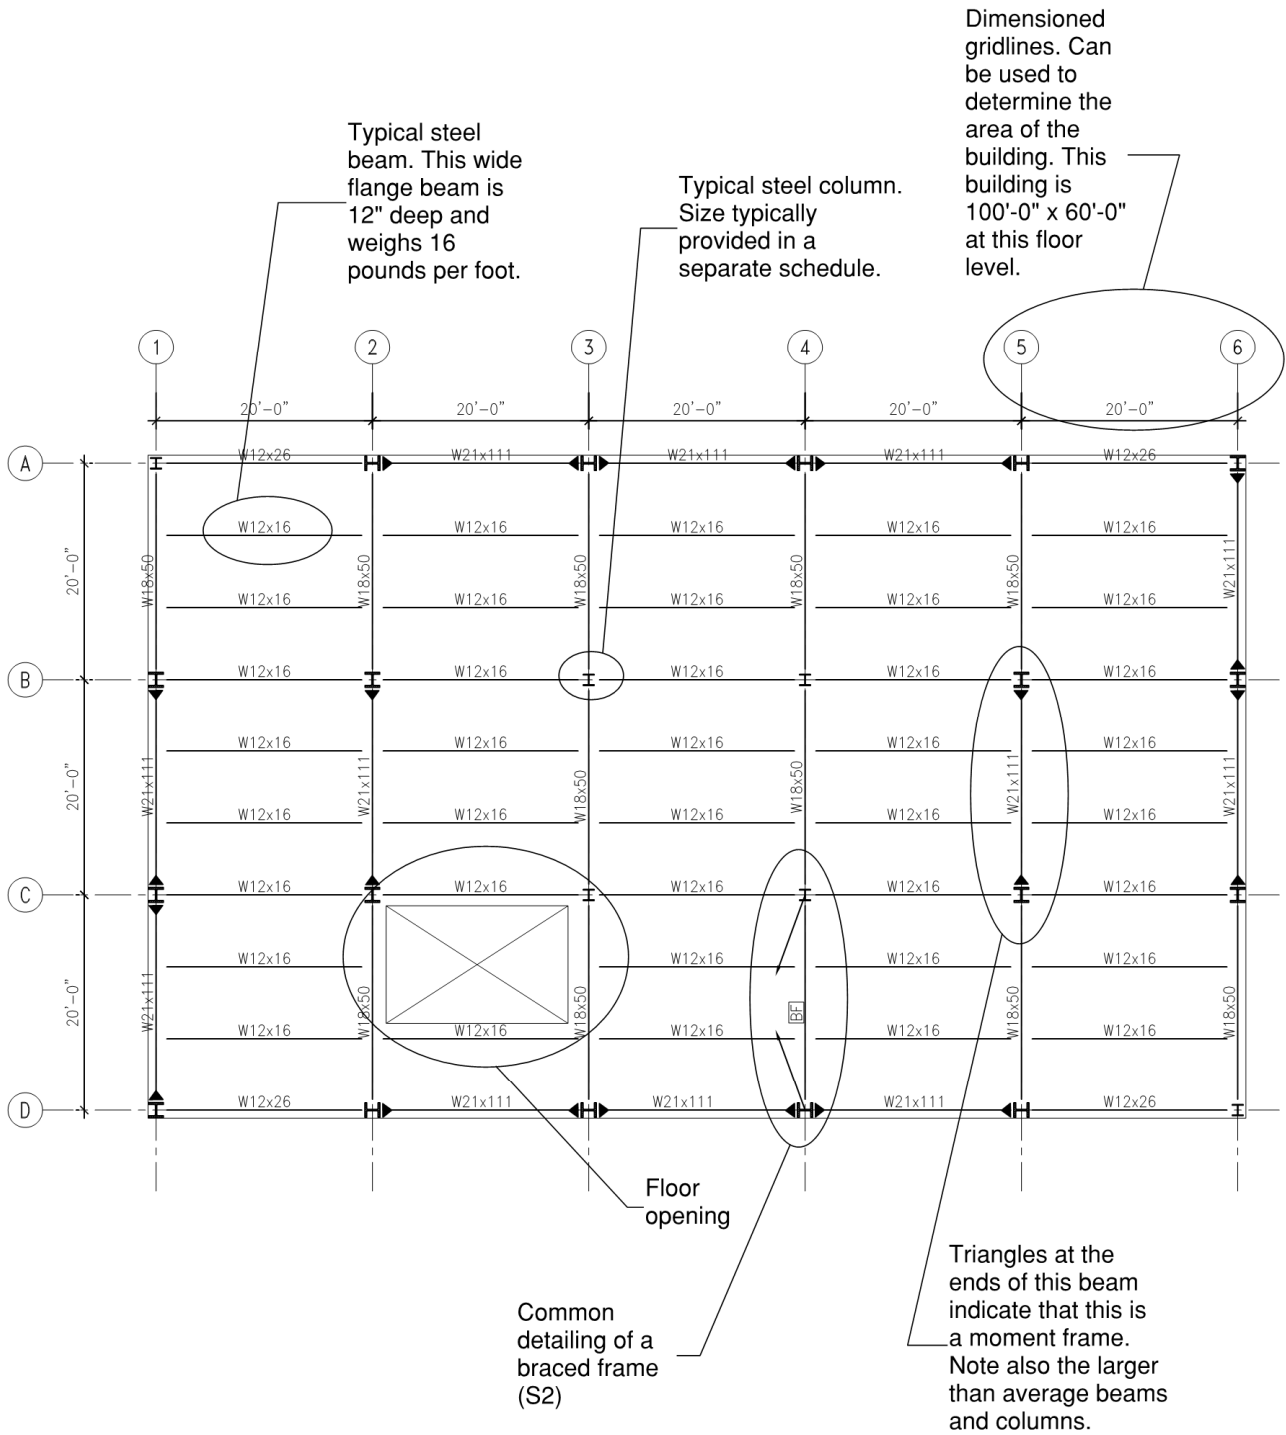 Dimensioned
gridlines. Can
be used to
determine the
area of the
building. This
building is
100'-0" x 60'-0"
at this floor
level.
Typical steel
beam. This wide
flange beam is
12" deep and
weighs 16
pounds per foot.
Typical steel column.
Size typically
provided in a
separate schedule.
1 2 3 4 5 6
20'-0" 20'-0" 20'-0" 20'-0" 20'-0"
A W12x26 W21x111 W21x111 W21x111 W12x26
W12x16 W12x16 W12x16 W12x16 W12x16
20'-0" W18x50 W18x50 W18x50 W18x50 W18x50 W21x111
W12x16 W12x16 W12x16 W12x16 W12x16
B W12x16 W12x16 W12x16 W12x16 W12x16
W12x16 W12x16 W12x16 W12x16 W12x16
20'-0" W21x111 W21x111 W18x50 W18x50 W21x111 W21x111
W12x16 W12x16 W12x16 W12x16 W12x16
C W12x16 W12x16 W12x16 W12x16 W12x16
W12x16 W12x16 W12x16 W12x16
20'-0" W21x111 W18x50 W18x50 BF W18x50 W18x50
W12x16 W12x16 W12x16 W12x16 W12x16
D W12x26 W21x111 W21x111 W21x111 W12x26
Floor
opening
Common
detailing of a
braced frame
(S2)
Triangles at the
ends of this beam
indicate that this is
a moment frame.
Note also the larger
than average beams
and columns.